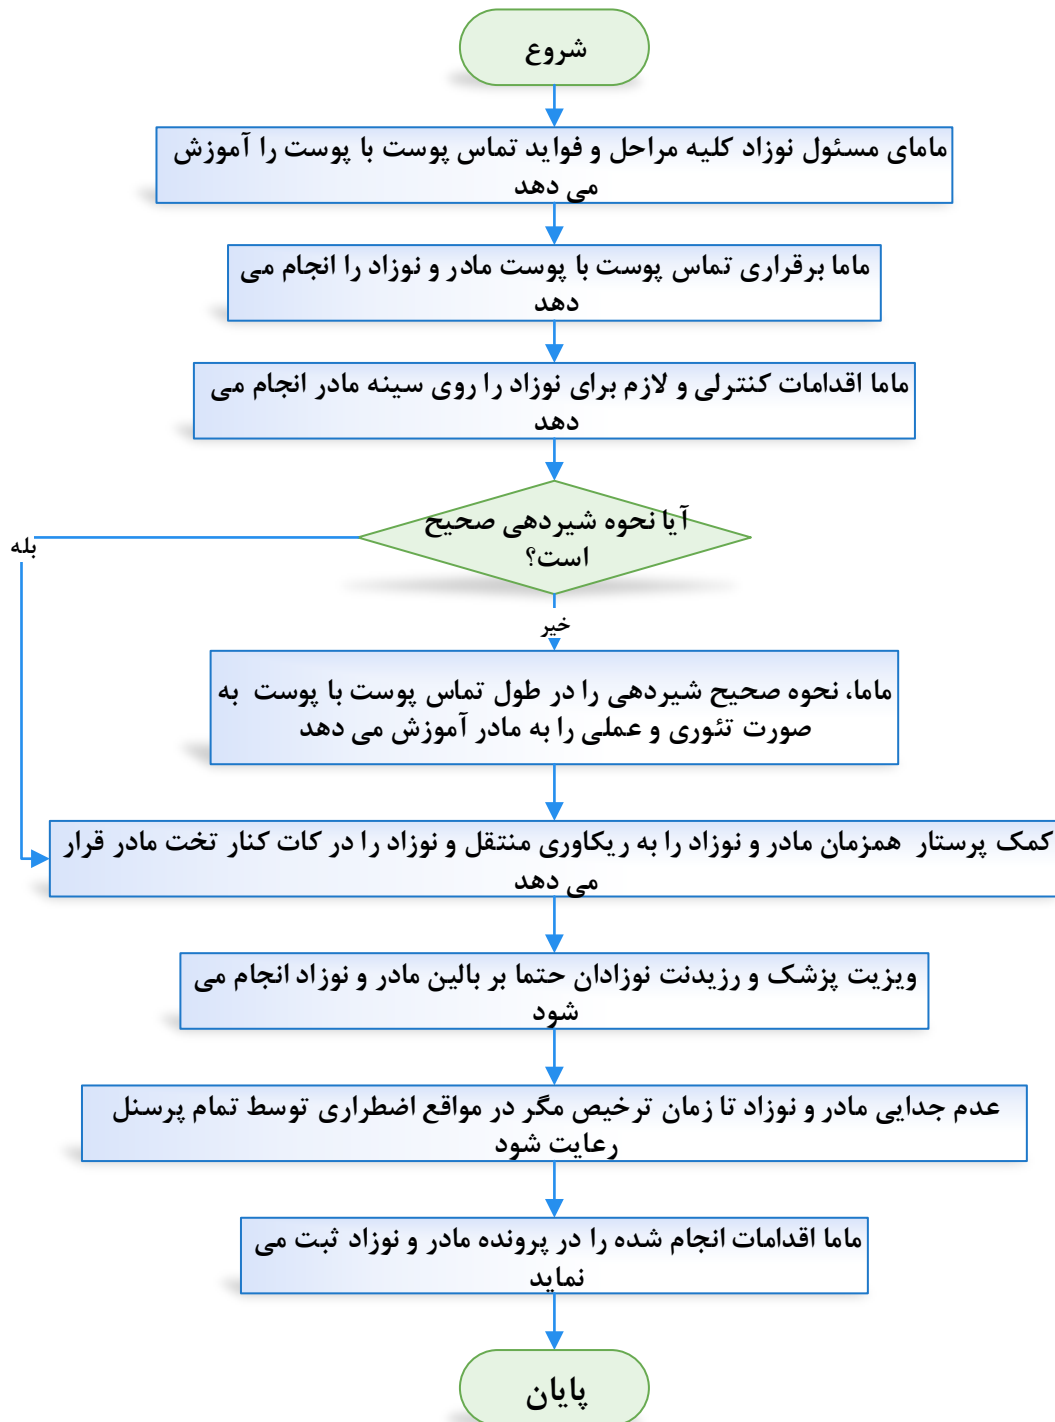 شروع
مامای مسئول نوزاد کلیه مراحل و فواید تماس پوست با پوست را آموزش
می دهد
ماما برقراری تماس پوست با پوست مادر و نوزاد را انجام می
دهد
ماما اقدامات کنترلی و لازم برای نوزاد را روی سینه مادر انجام می
دهد
آیا نحوه شیردهی صحیح
است؟
بله
خیر
ماما، نحوه صحیح شیردهی را در طول تماس پوست با پوست به
صورت تئوری و عملی را به مادر آموزش می دهد
کمک پرستار همزمان مادر و نوزاد را به ریکاوری منتقل و نوزاد را در کات کنار تخت مادر قرار
می دهد
ویزیت پزشک و رزیدنت نوزادان حتما بر بالین مادر و نوزاد انجام می
شود
عدم جدایی مادر و نوزاد تا زمان ترخیص مگر در مواقع اضطراری توسط تمام پرسنل
رعایت شود
ماما اقدامات انجام شده را در پرونده مادر و نوزاد ثبت می
نماید
پایان